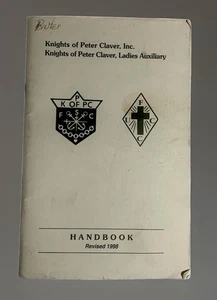 Knights of Peter Claver, Inc.
Knights of Peter Claver, Ladies Auxiliary
P
K OF PC
F C
F
C C
HANDBOOK
Revised 1998